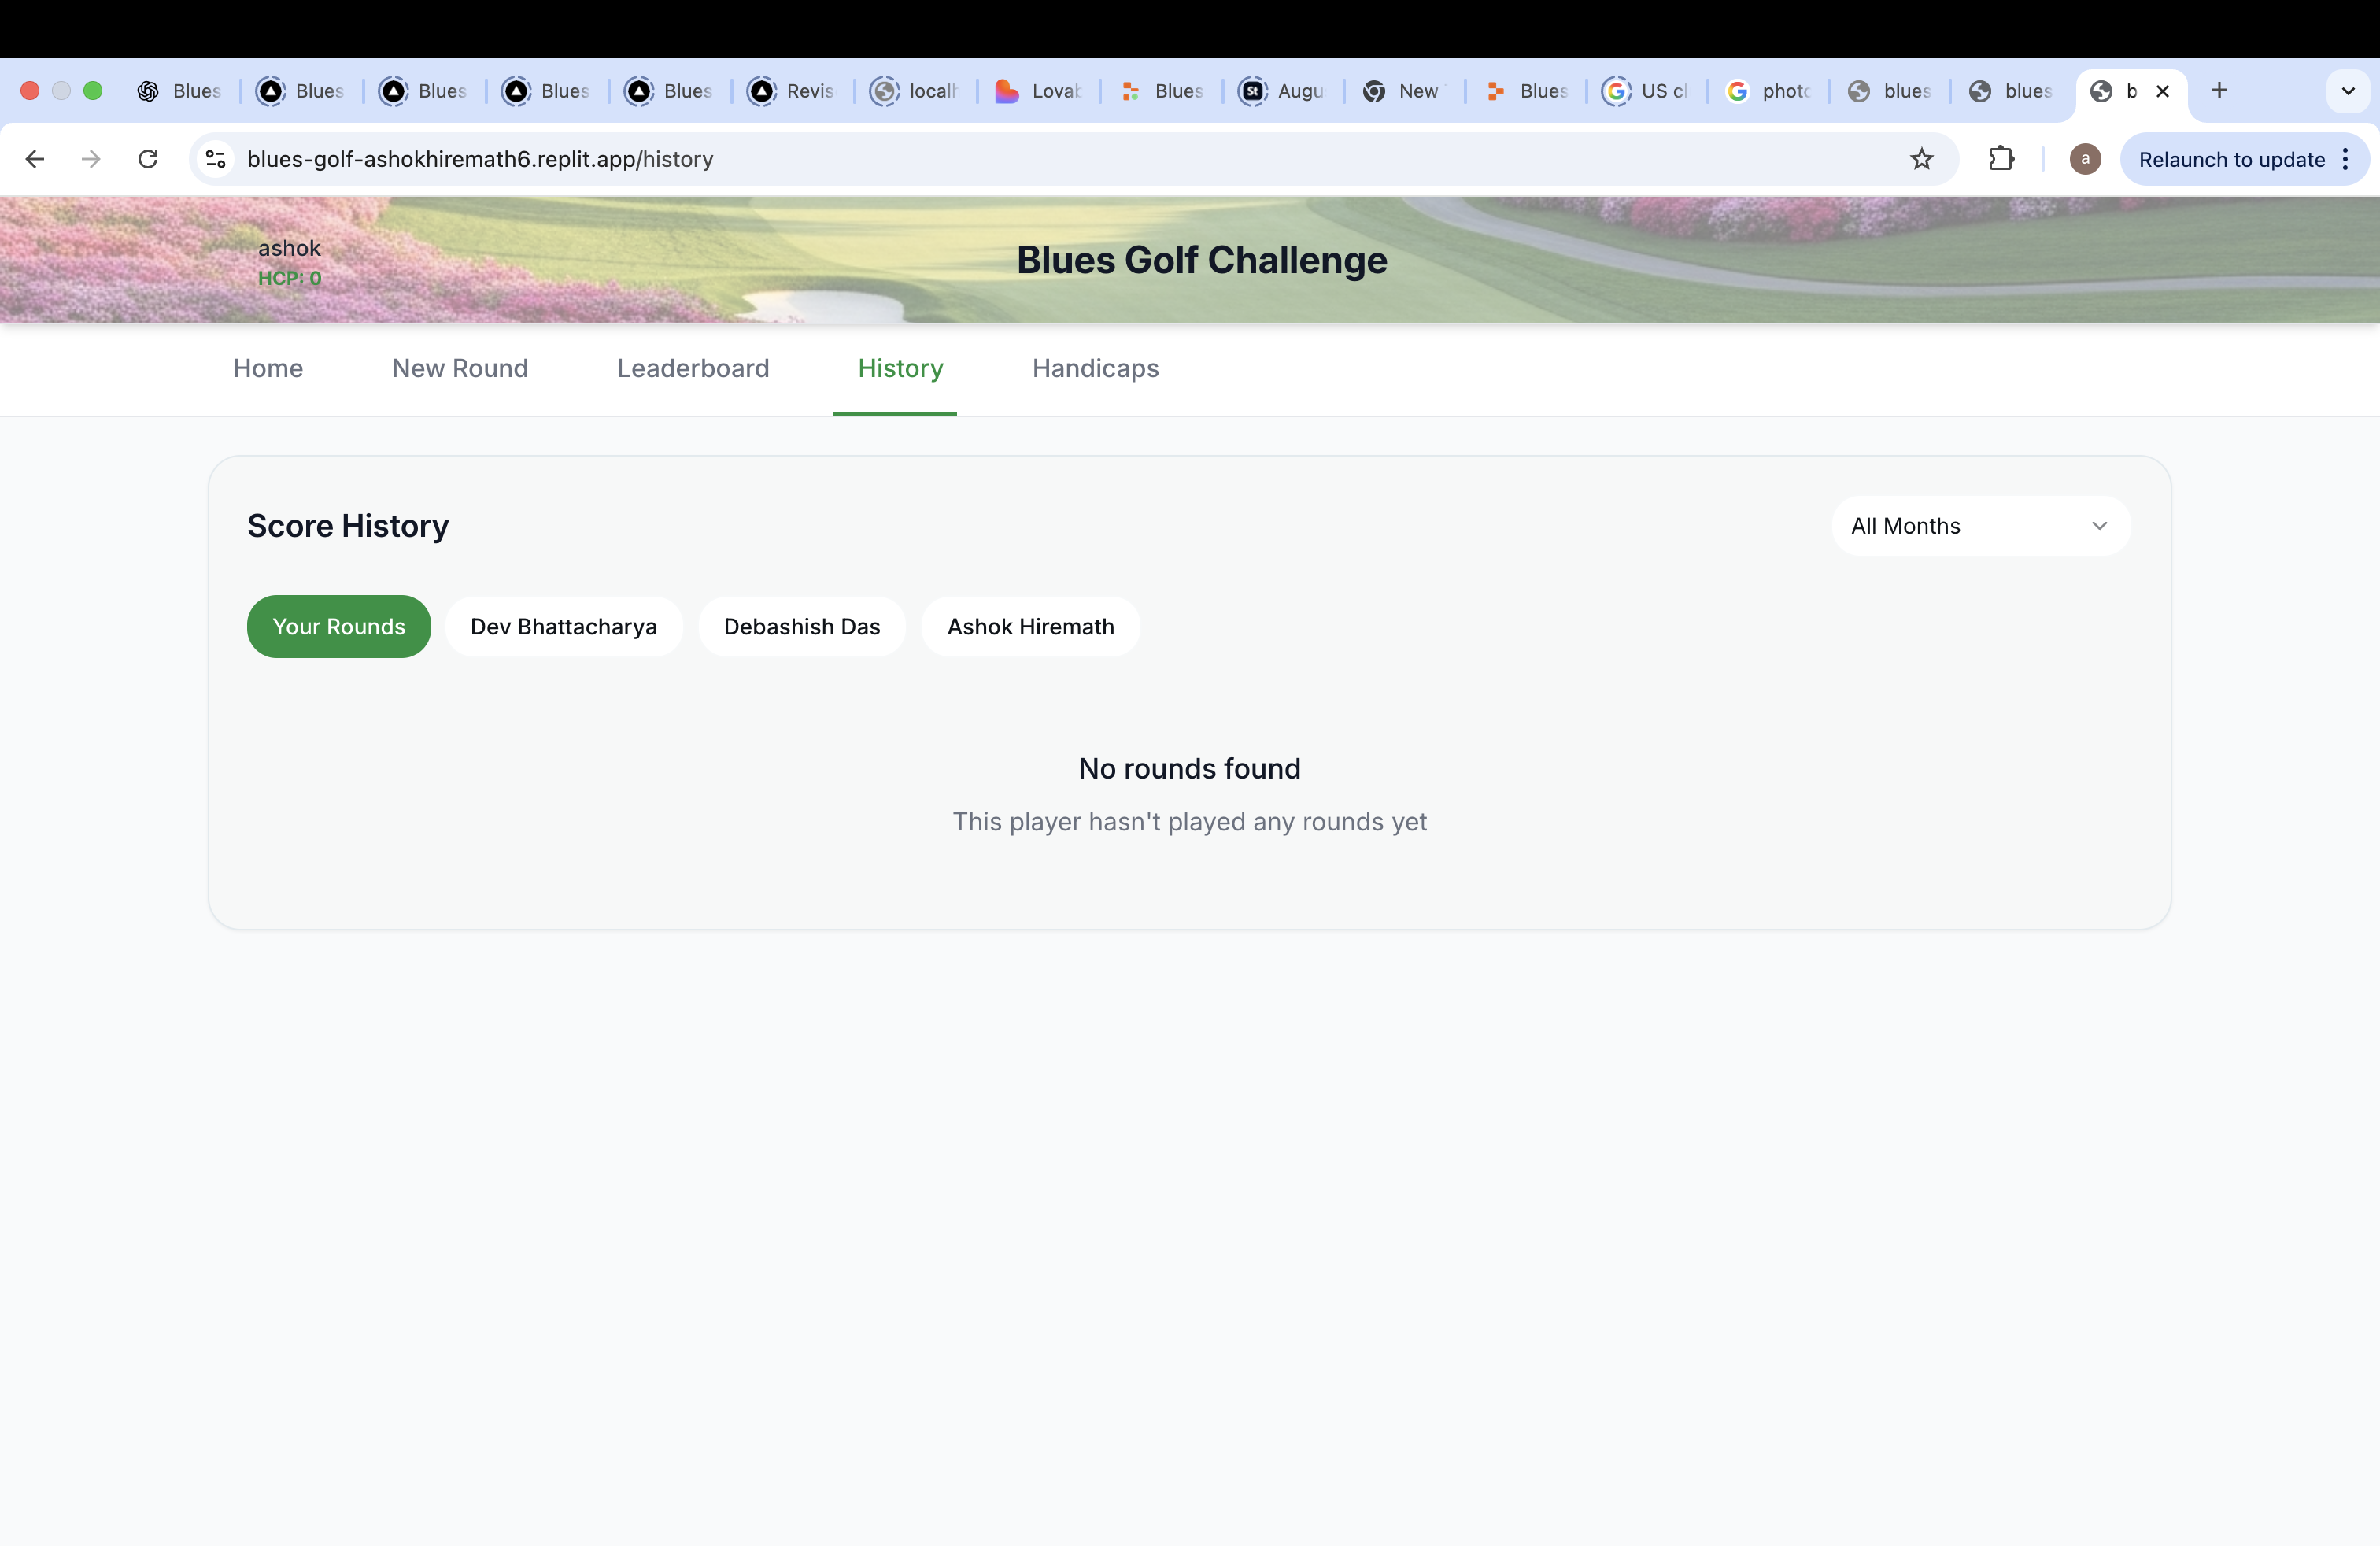 Blues
Blues
Blues
Blues
Blues
Revis
localh
Lovab
Blues
Augu
New
Blues
US cl
photo
blues
blues
b
blues-golf-ashokhiremath6.replit.app/history
a
Relaunch to update
ashok
HCP: 0
Blues Golf Challenge
Home
New Round
Leaderboard
History
Handicaps
Score History
All Months
Your Rounds
Dev Bhattacharya
Debashish Das
Ashok Hiremath
No rounds found
This player hasn't played any rounds yet